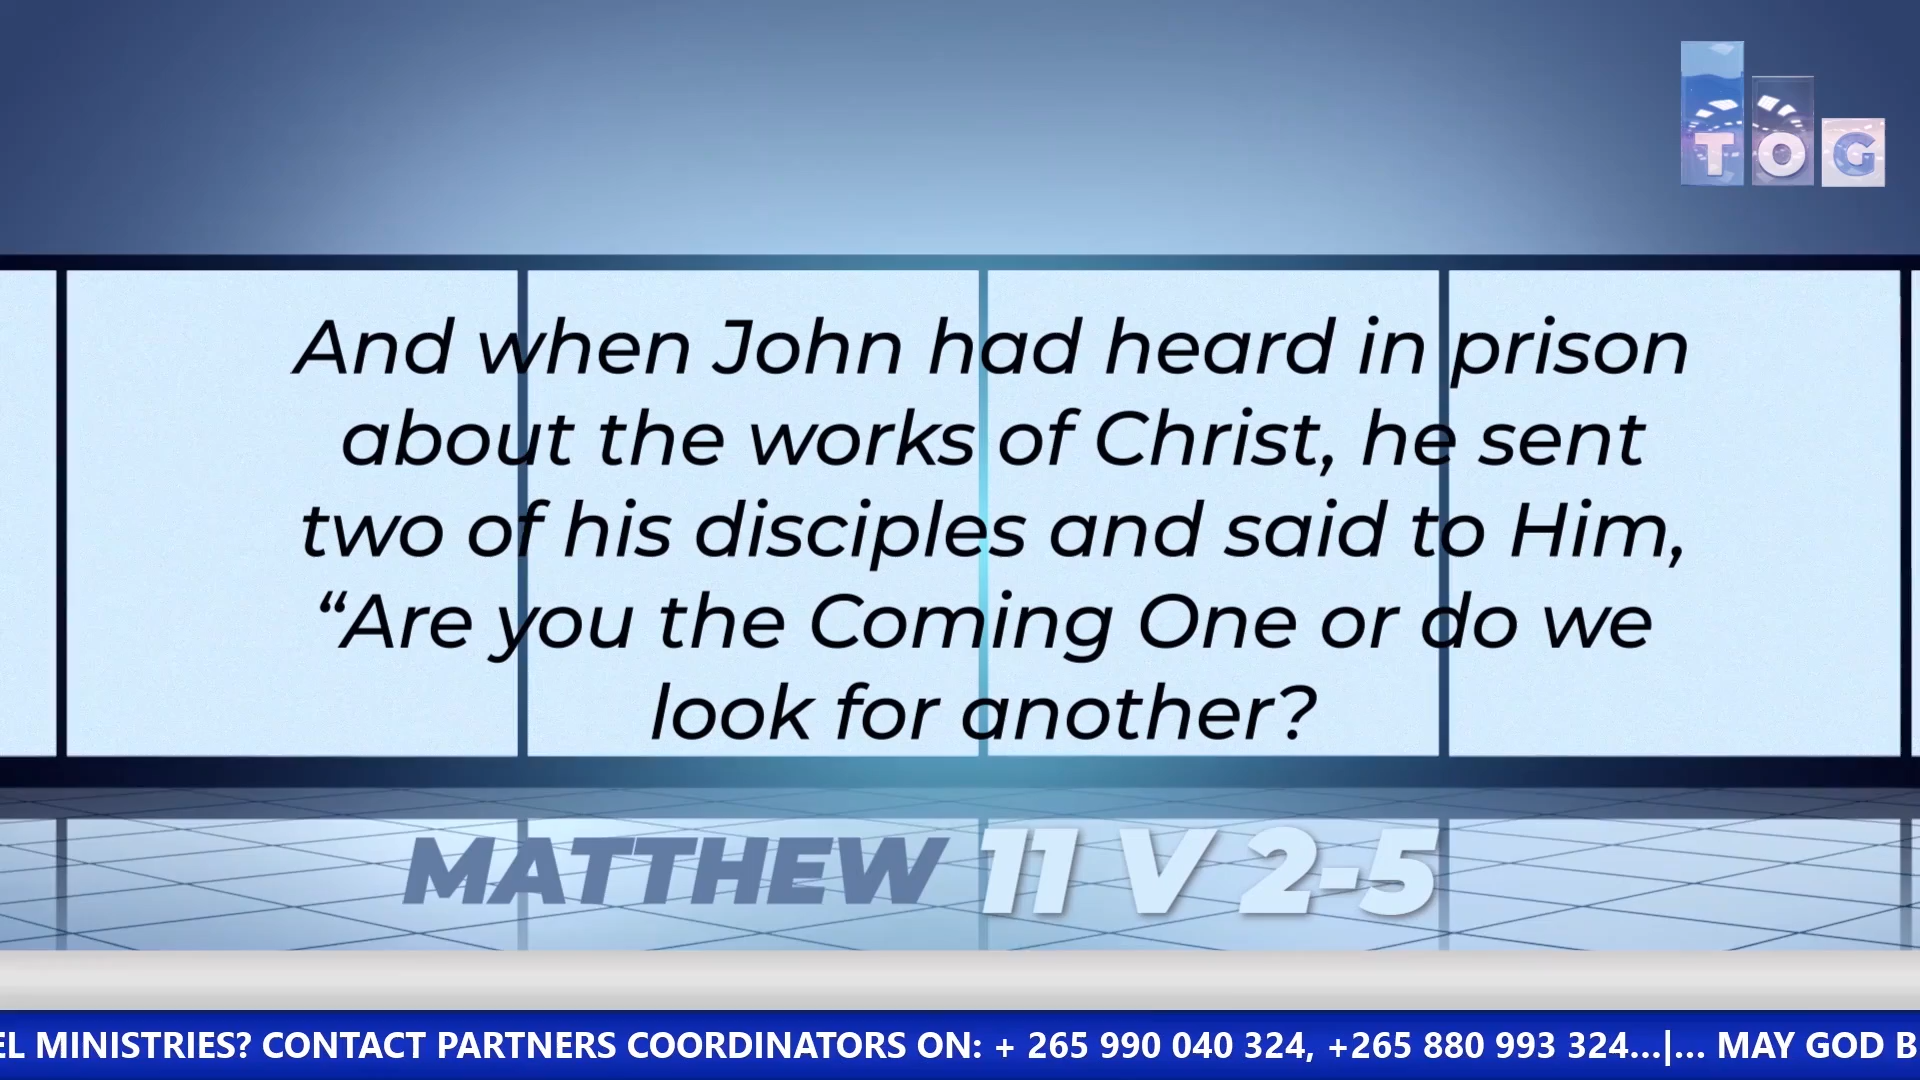 TOG
And when John had heard in prison
about the works of Christ, he sent
two of his disciples and said to Him,
“Are you the Coming One or do we
look for another?
MATTHEW 11 V 2-5
EL MINISTRIES? CONTACT PARTNERS COORDINATORS ON: + 265 990 040 324, +265 880 993 324...|... MAY GOD B